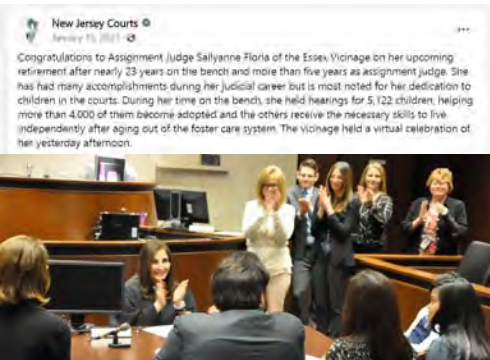 New Jersey Courts
January 15, 2021
Congratulations to Assignment Judge Sallyanne Floria of the Essex Vicinage on her upcoming
retirement after nearly 23 years on the bench and more than five years as assignment judge. She
has had many accomplishments during her judicial career but is most noted for her dedication to
children in the courts. During her time on the bench, she held hearings for 5,122 children, helping
more than 4,000 of them become adopted and the others receive the necessary skills to live
independently after aging out of the foster care system. The vicinage held a virtual celebration of
her yesterday afternoon.